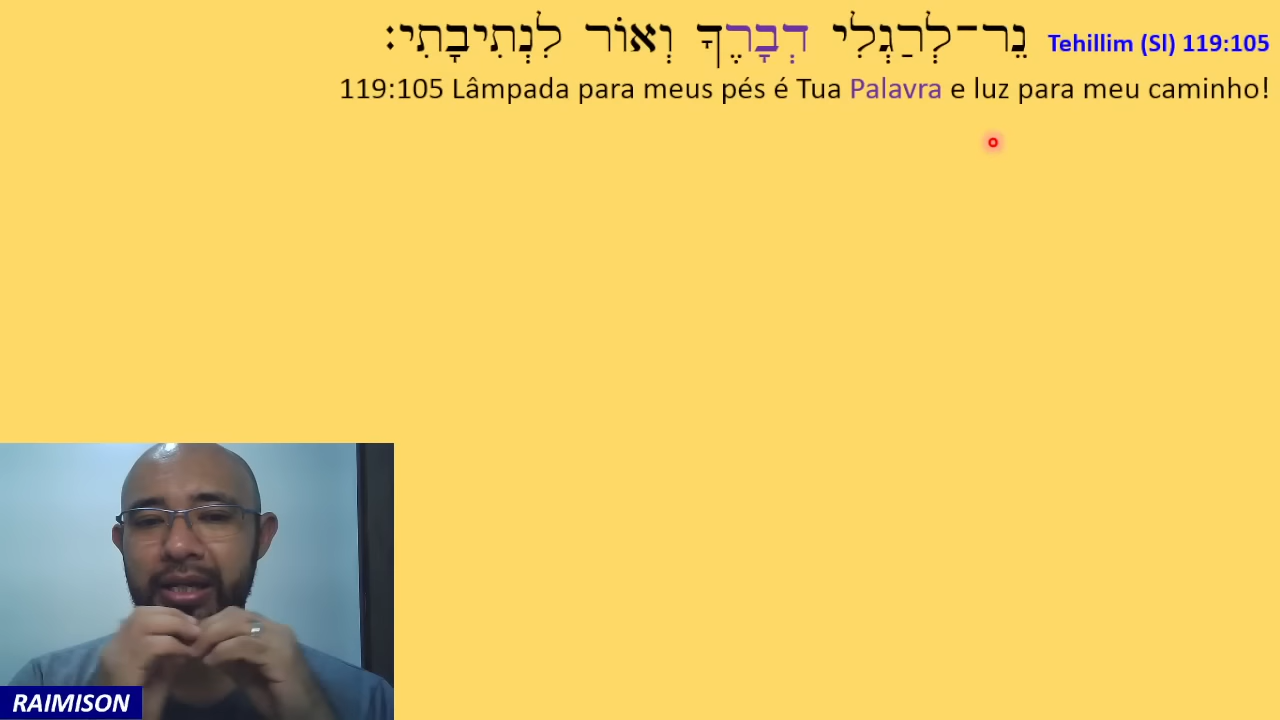 Tehillim (Sl) 119:105 נֵר־לְרַגְלִי דְבָרֶךָ וְאוֹר לִנְתִיבָתִי׃
119:105 Lâmpada para meus pés é Tua Palavra e luz para meu caminho!
RAIMISON